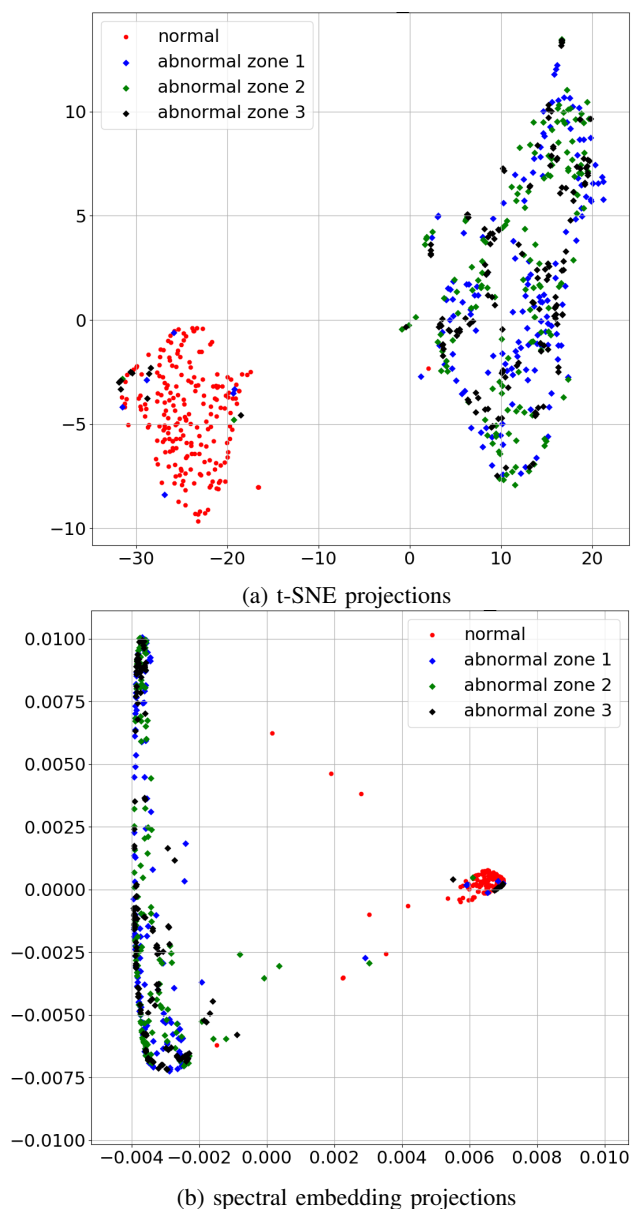 normal
abnormal zone 1
abnormal zone 2
abnormal zone 3
10
5
0
−5
−10
−30 −20 −10 0 10 20
(a) t-SNE projections
normal
abnormal zone 1
abnormal zone 2
abnormal zone 3
0.0100
0.0075
0.0050
0.0025
0.0000
−0.0025
−0.0050
−0.0075
−0.0100
−0.004 −0.002 0.000 0.002 0.004 0.006 0.008 0.010
(b) spectral embedding projections